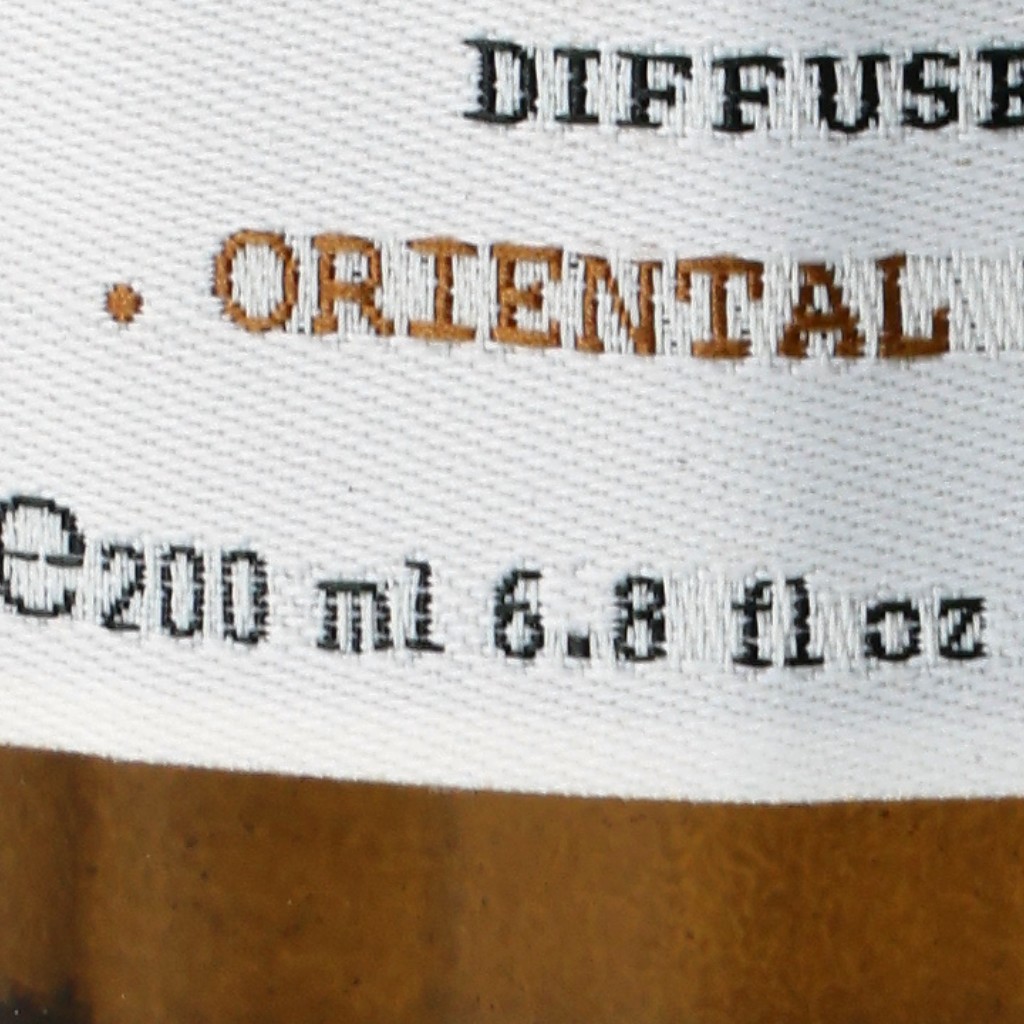 DIFFUSE
. ORIENTAL
℮200 ml 6.8 fl oz